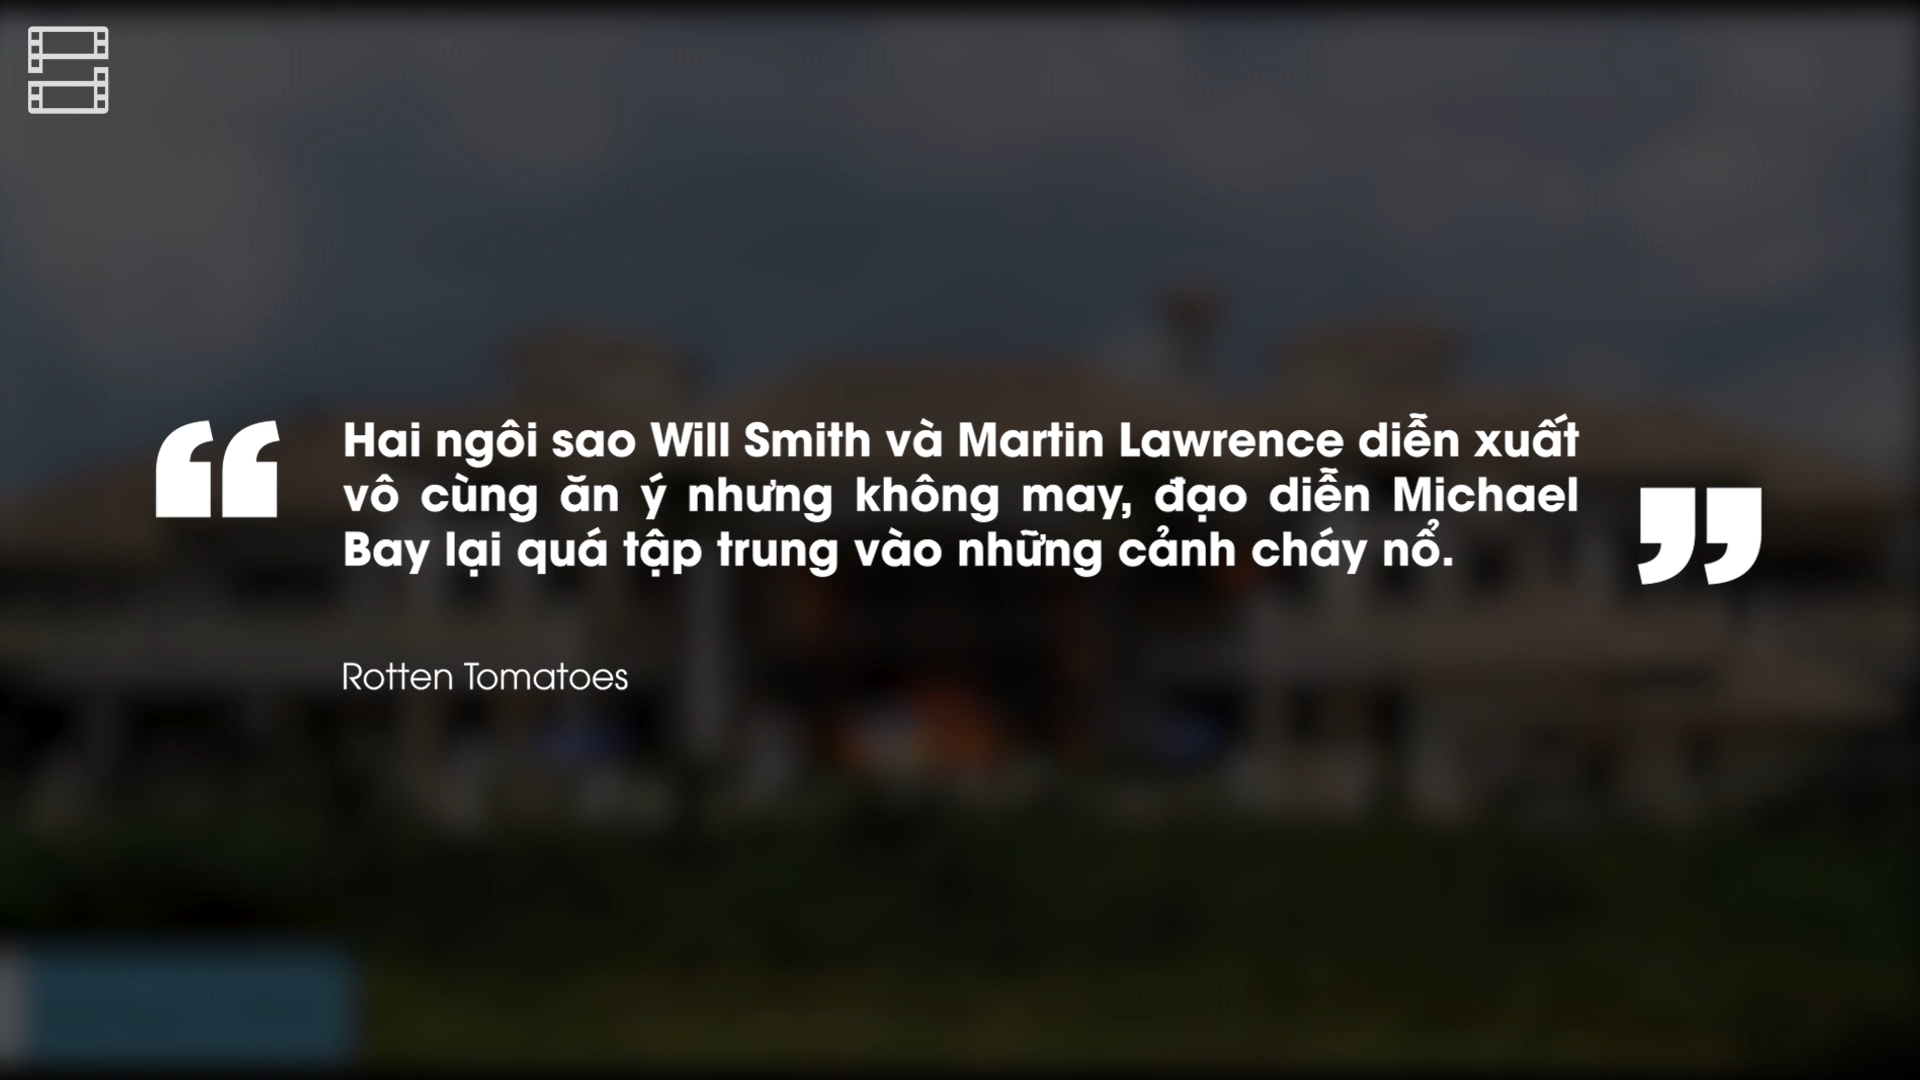 “
Hai ngôi sao Will Smith và Martin Lawrence diễn xuất
vô cùng ăn ý nhưng không may, đạo diễn Michael
Bay lại quá tập trung vào những cảnh cháy nổ.
”
Rotten Tomatoes